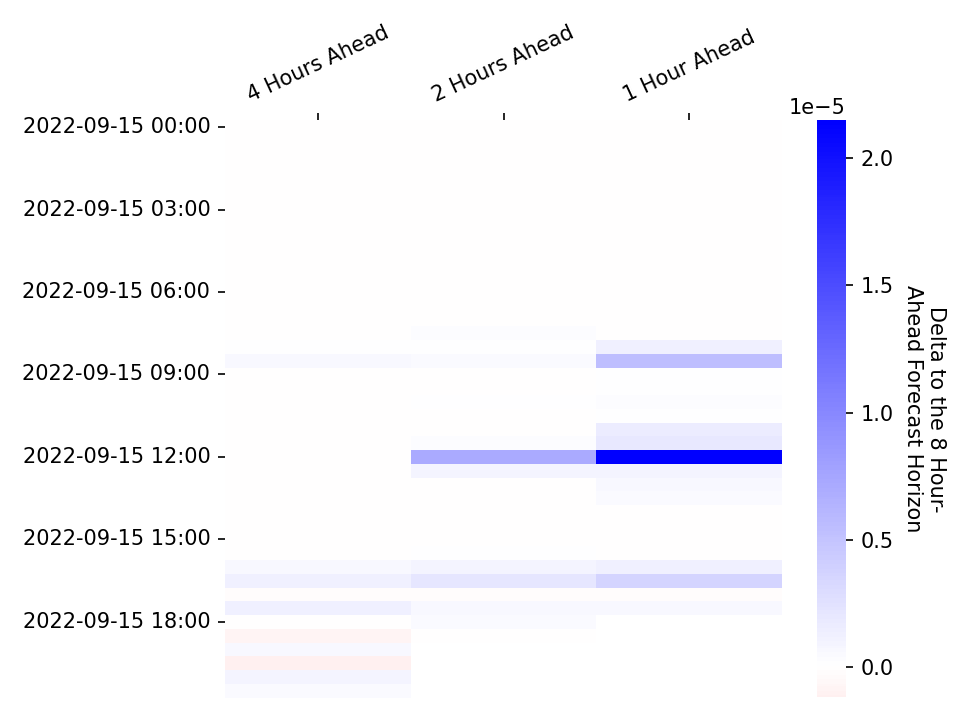 4 Hours Ahead
2 Hours Ahead
1 Hour Ahead
1e−5
2022-09-15 00:00
2022-09-15 03:00
2022-09-15 06:00
2022-09-15 09:00
2022-09-15 12:00
2022-09-15 15:00
2022-09-15 18:00
2.0
1.5
1.0
0.5
0.0
Delta to the 8 Hour-
Ahead Forecast Horizon